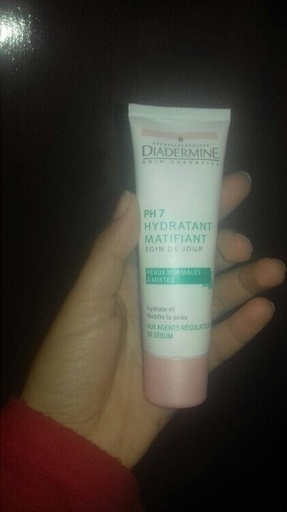 DIADERMINE
SOIN ESSENTIEL
PH 7
HYDRATANT
MATIFIANT
SOIN DE JOUR
PEAUX NORMALES
À MIXTES
Hydrate et
matifie la peau
AUX AGENTS RÉGULATEU
DE SÉBUM